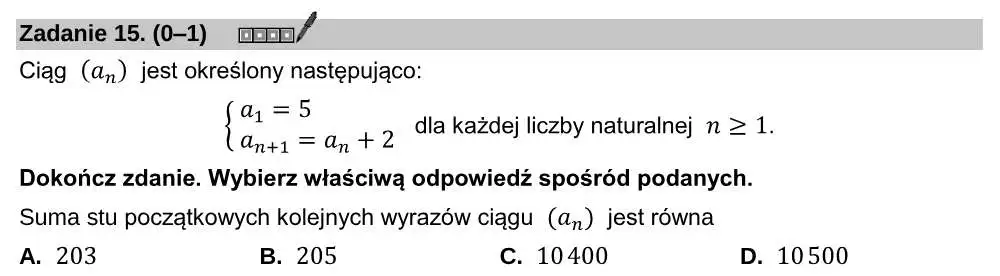 Zadanie 15. (0–1)
Ciąg (aₙ) jest określony następująco:
{ a₁ = 5
aₙ₊₁ = aₙ + 2 dla każdej liczby naturalnej n ≥ 1.
Dokończ zdanie. Wybierz właściwą odpowiedź spośród podanych.
Suma stu początkowych kolejnych wyrazów ciągu (aₙ) jest równa
A. 203 B. 205 C. 10 400 D. 10 500